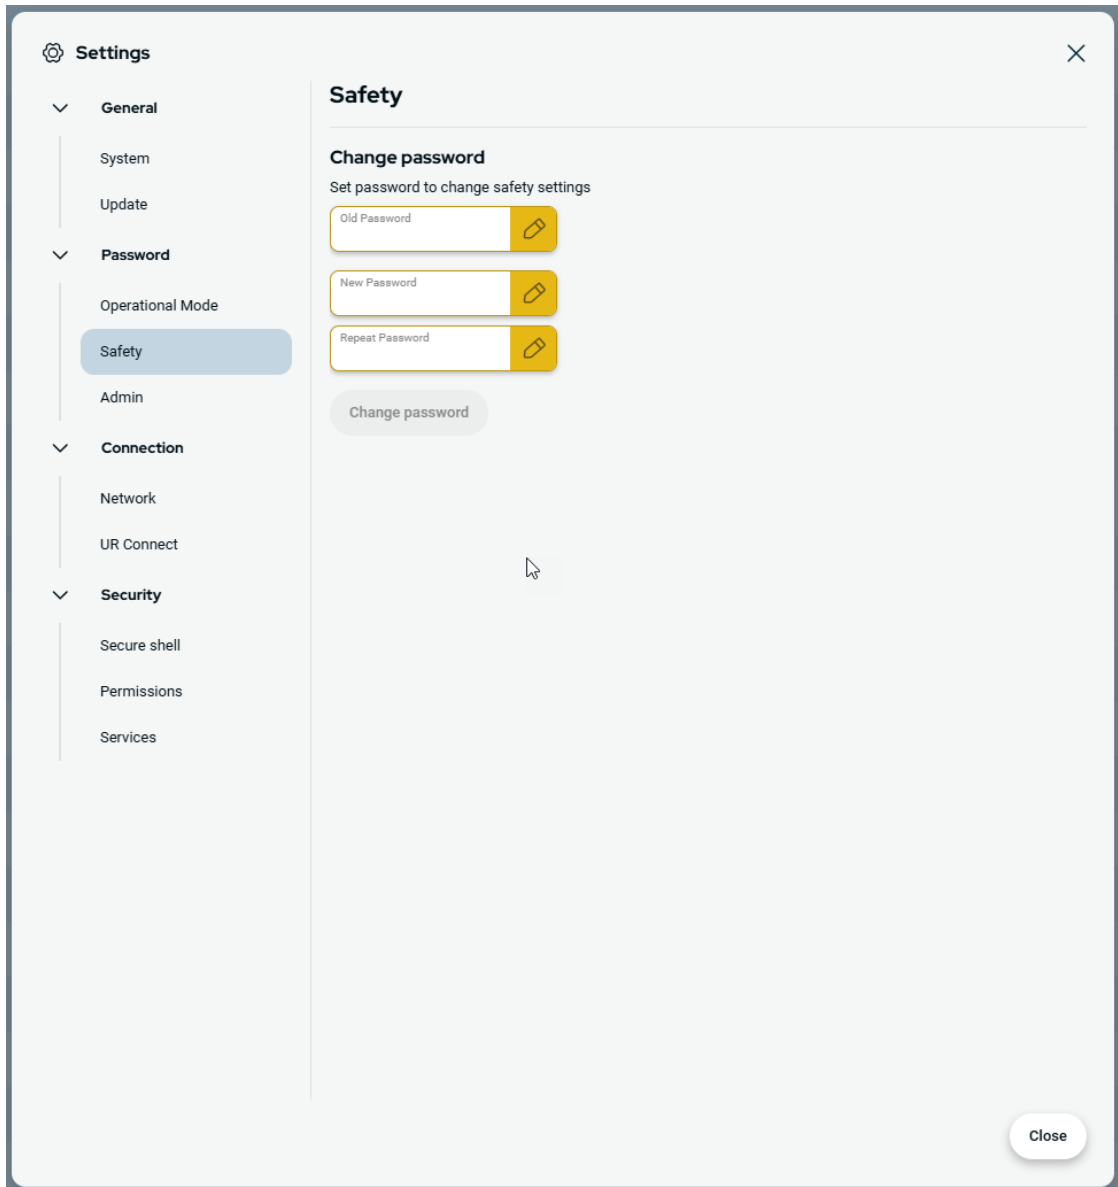 Settings
General
System
Update
Password
Operational Mode
Safety
Admin
Connection
Network
UR Connect
Security
Secure shell
Permissions
Services
Safety
Change password
Set password to change safety settings
Old Password
New Password
Repeat Password
Change password
Close